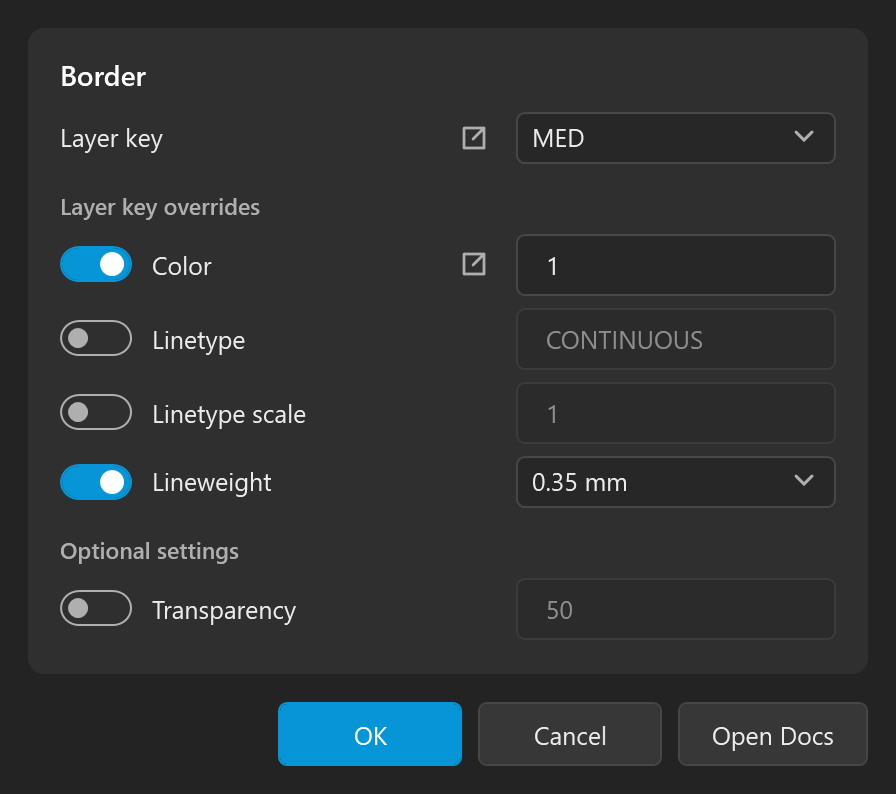 Border
Layer key MED
Layer key overrides
Color 1
Linetype CONTINUOUS
Linetype scale 1
Lineweight 0.35 mm
Optional settings
Transparency 50
OK Cancel Open Docs